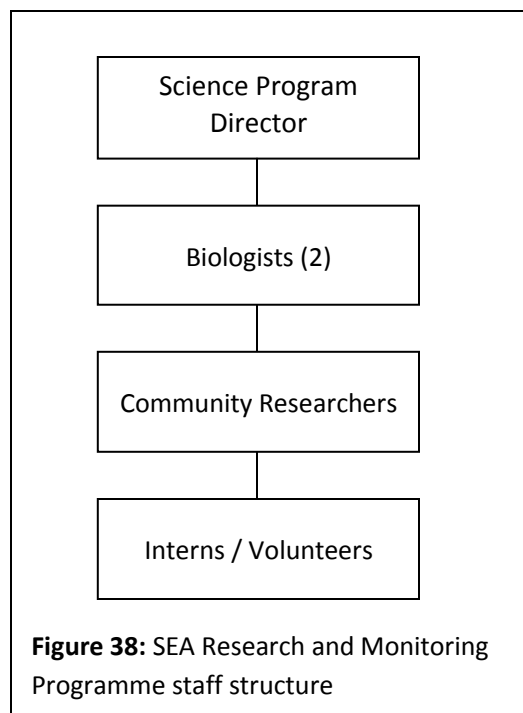 Science Program
Director
Biologists (2)
Community Researchers
Interns / Volunteers
Figure 38: SEA Research and Monitoring
Programme staff structure